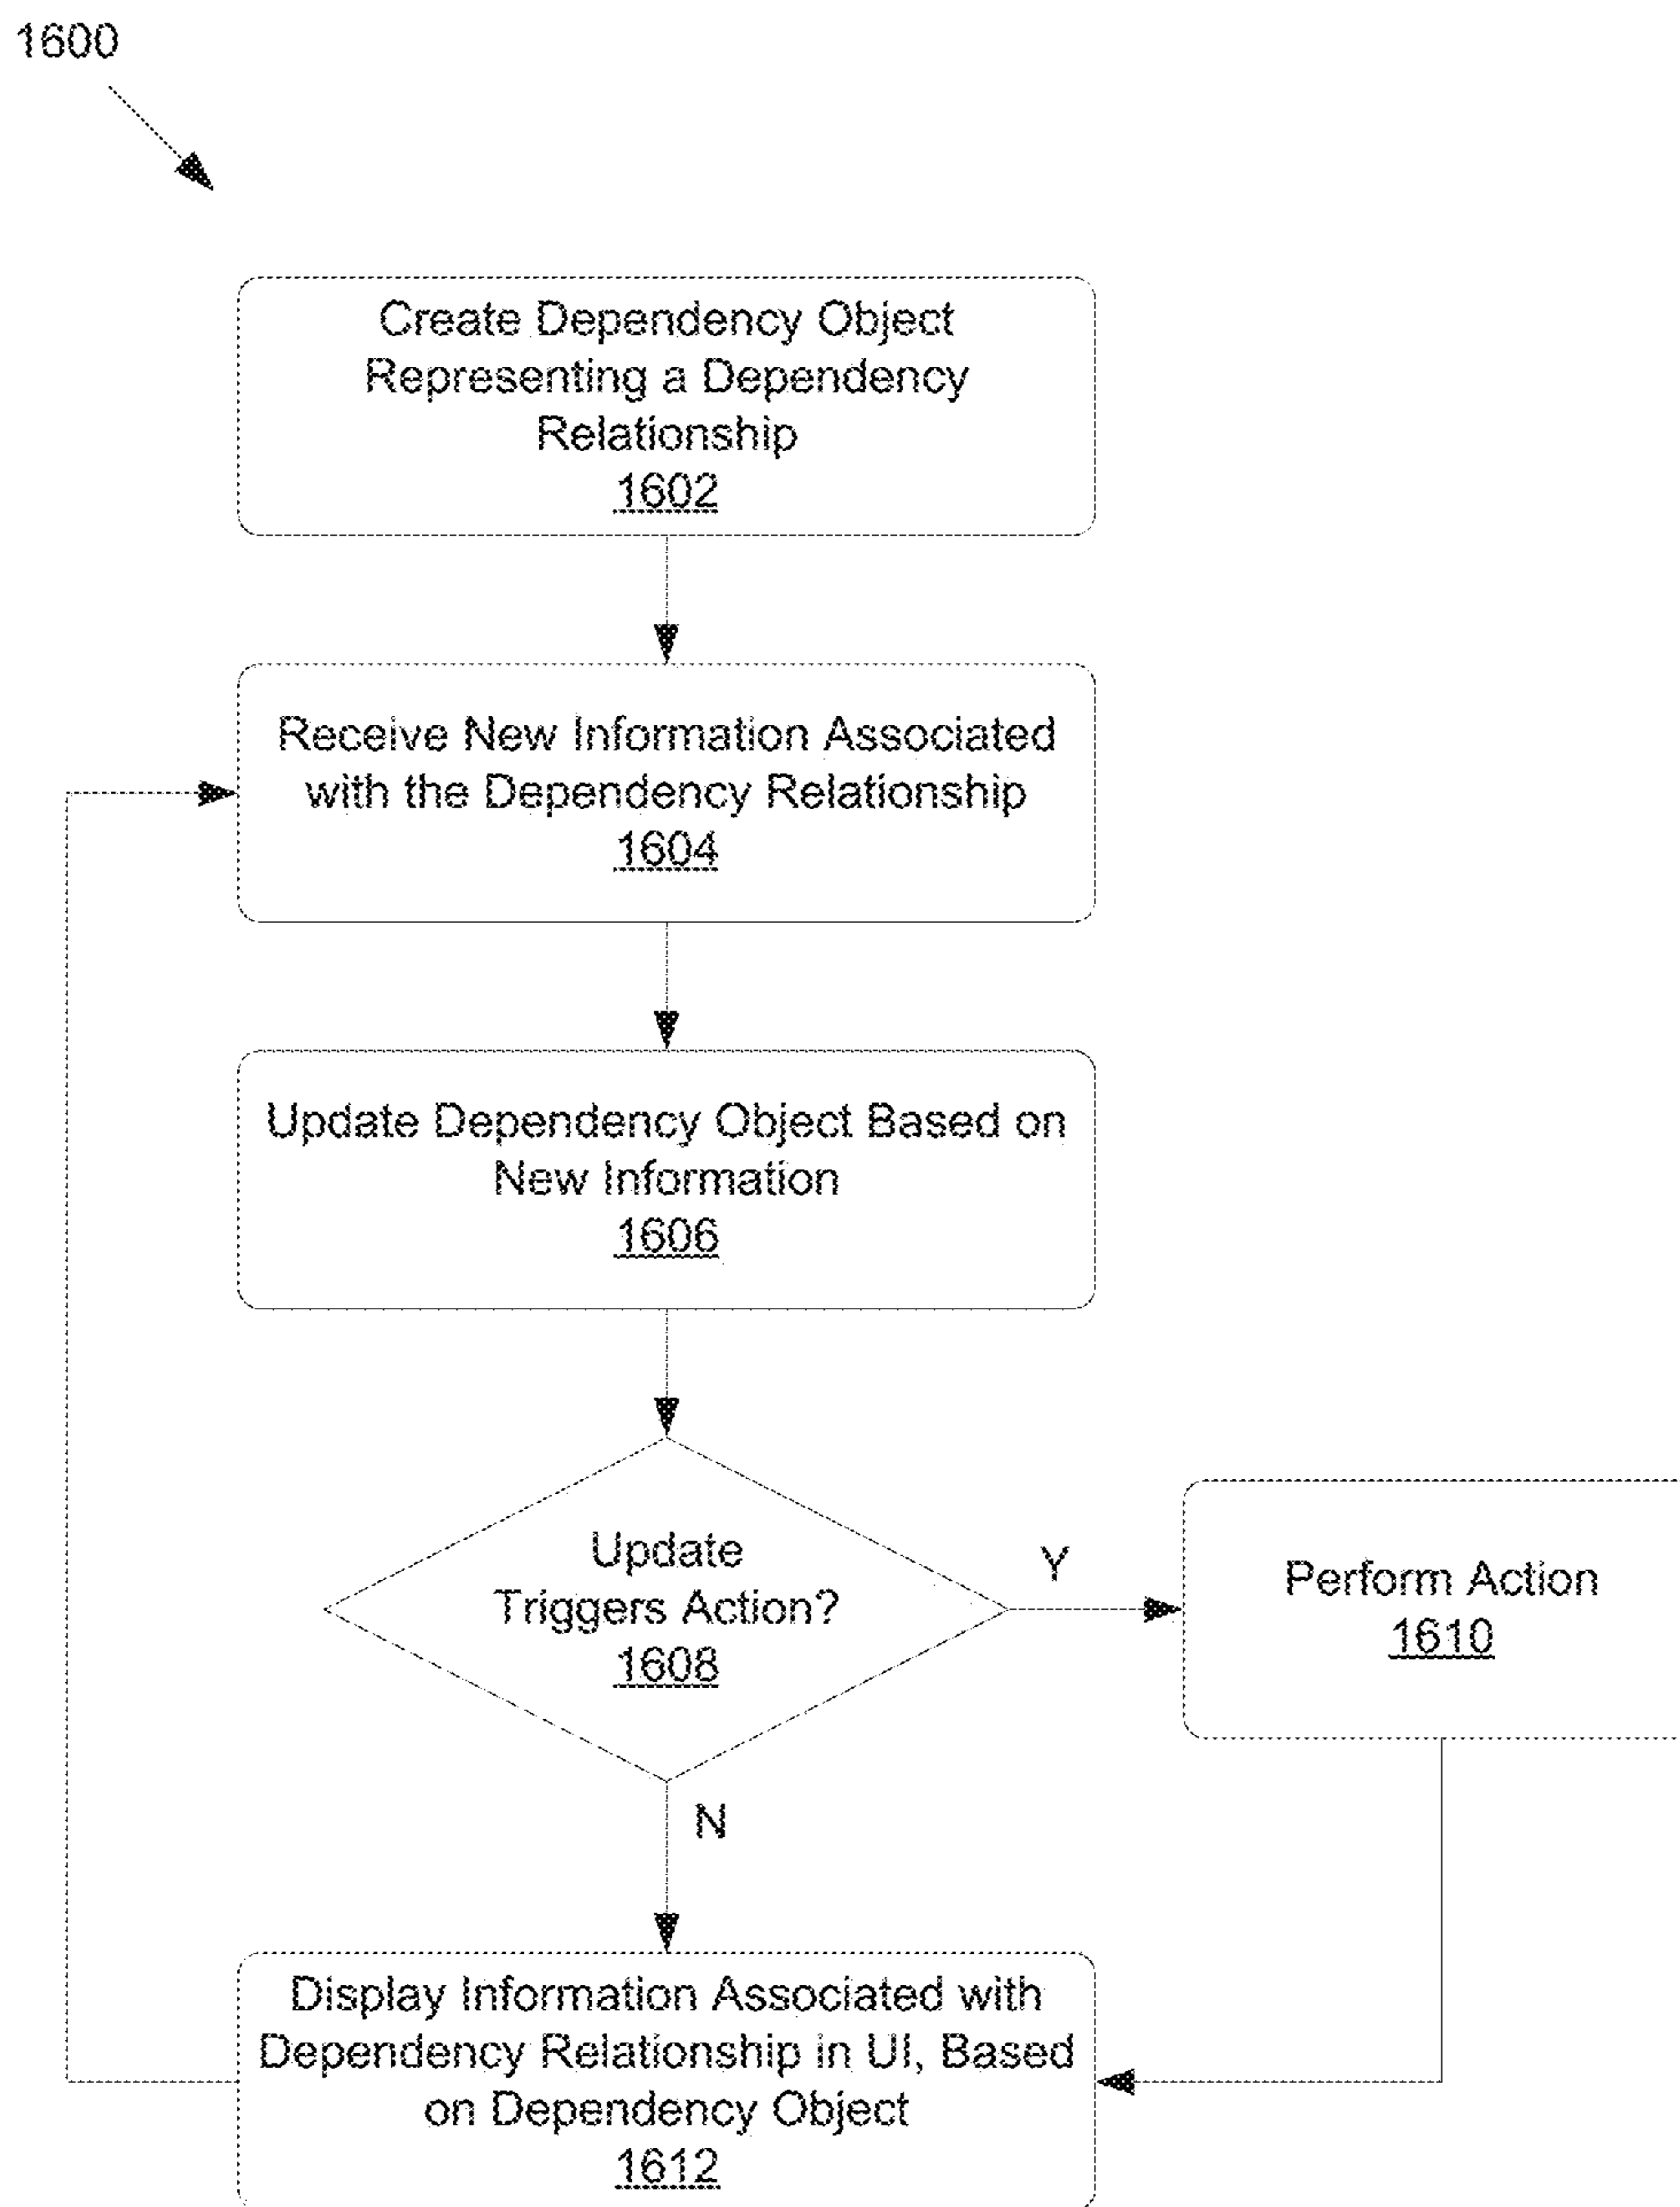 1600
Create Dependency Object
Representing a Dependency
Relationship
1602
Receive New Information Associated
with the Dependency Relationship
1604
Update Dependency Object Based on
New Information
1606
Update
Triggers Action?
1608
Y
Perform Action
1610
N
Display Information Associated with
Dependency Relationship in UI, Based
on Dependency Object
1612